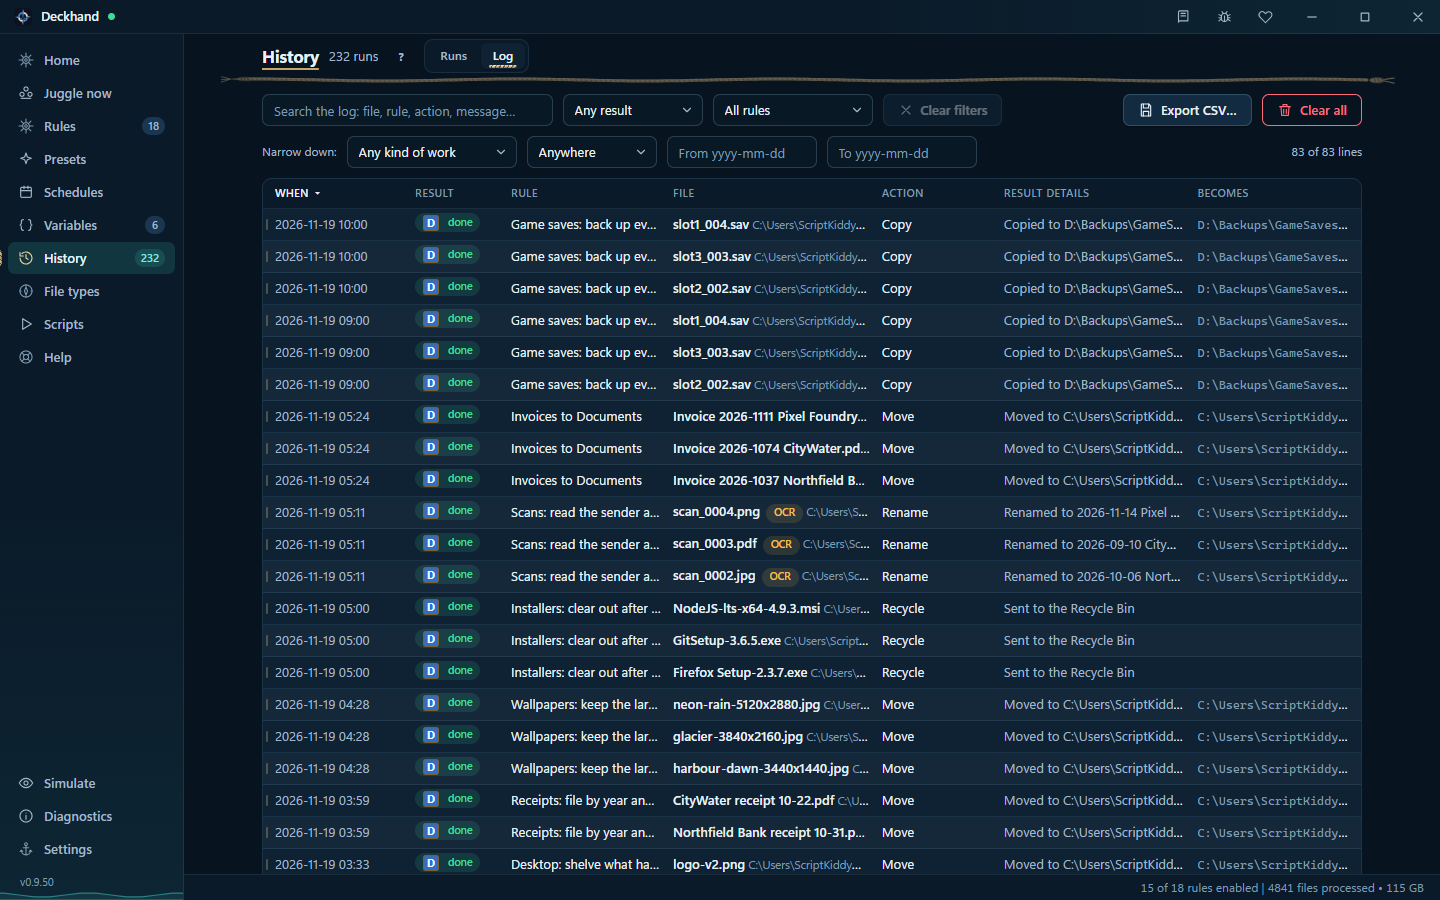 Deckhand
Home
Juggle now
Rules 18
Presets
Schedules
Variables 6
History 232
File types
Scripts
Help
Simulate
Diagnostics
Settings
v0.9.50
History 232 runs ? Runs Log
Search the log: file, rule, action, message... Any result All rules Clear filters Export CSV... Clear all
Narrow down: Any kind of work Anywhere From yyyy-mm-dd To yyyy-mm-dd 83 of 83 lines
WHEN RESULT RULE FILE ACTION RESULT DETAILS BECOMES
2026-11-19 10:00 D done Game saves: back up ev... slot1_004.sav C:\Users\ScriptKiddy... Copy Copied to D:\Backups\GameS... D:\Backups\GameSaves...
2026-11-19 10:00 D done Game saves: back up ev... slot3_003.sav C:\Users\ScriptKiddy... Copy Copied to D:\Backups\GameS... D:\Backups\GameSaves...
2026-11-19 10:00 D done Game saves: back up ev... slot2_002.sav C:\Users\ScriptKiddy... Copy Copied to D:\Backups\GameS... D:\Backups\GameSaves...
2026-11-19 09:00 D done Game saves: back up ev... slot1_004.sav C:\Users\ScriptKiddy... Copy Copied to D:\Backups\GameS... D:\Backups\GameSaves...
2026-11-19 09:00 D done Game saves: back up ev... slot3_003.sav C:\Users\ScriptKiddy... Copy Copied to D:\Backups\GameS... D:\Backups\GameSaves...
2026-11-19 09:00 D done Game saves: back up ev... slot2_002.sav C:\Users\ScriptKiddy... Copy Copied to D:\Backups\GameS... D:\Backups\GameSaves...
2026-11-19 05:24 D done Invoices to Documents Invoice 2026-1111 Pixel Foundry... Move Moved to C:\Users\ScriptKidd... C:\Users\ScriptKiddy...
2026-11-19 05:24 D done Invoices to Documents Invoice 2026-1074 CityWater.pd... Move Moved to C:\Users\ScriptKidd... C:\Users\ScriptKiddy...
2026-11-19 05:24 D done Invoices to Documents Invoice 2026-1037 Northfield B... Move Moved to C:\Users\ScriptKidd... C:\Users\ScriptKiddy...
2026-11-19 05:11 D done Scans: read the sender a... scan_0004.png OCR C:\Users\S... Rename Renamed to 2026-11-14 Pixel ... C:\Users\ScriptKiddy...
2026-11-19 05:11 D done Scans: read the sender a... scan_0003.pdf OCR C:\Users\Sc... Rename Renamed to 2026-09-10 City... C:\Users\ScriptKiddy...
2026-11-19 05:11 D done Scans: read the sender a... scan_0002.jpg OCR C:\Users\Sc... Rename Renamed to 2026-10-06 Nort... C:\Users\ScriptKiddy...
2026-11-19 05:00 D done Installers: clear out after ... NodeJS-lts-x64-4.9.3.msi C:\User... Recycle Sent to the Recycle Bin
2026-11-19 05:00 D done Installers: clear out after ... GitSetup-3.6.5.exe C:\Users\Script... Recycle Sent to the Recycle Bin
2026-11-19 05:00 D done Installers: clear out after ... Firefox Setup-2.3.7.exe C:\Users\... Recycle Sent to the Recycle Bin
2026-11-19 04:28 D done Wallpapers: keep the lar... neon-rain-5120x2880.jpg C:\User... Move Moved to C:\Users\ScriptKidd... C:\Users\ScriptKiddy...
2026-11-19 04:28 D done Wallpapers: keep the lar... glacier-3840x2160.jpg C:\Users\S... Move Moved to C:\Users\ScriptKidd... C:\Users\ScriptKiddy...
2026-11-19 04:28 D done Wallpapers: keep the lar... harbour-dawn-3440x1440.jpg C... Move Moved to C:\Users\ScriptKidd... C:\Users\ScriptKiddy...
2026-11-19 03:59 D done Receipts: file by year an... CityWater receipt 10-22.pdf C:\U... Move Moved to C:\Users\ScriptKidd... C:\Users\ScriptKiddy...
2026-11-19 03:59 D done Receipts: file by year an... Northfield Bank receipt 10-31.p... Move Moved to C:\Users\ScriptKidd... C:\Users\ScriptKiddy...
2026-11-19 03:33 D done Desktop: shelve what ha... logo-v2.png C:\Users\ScriptKiddy... Move Moved to C:\Users\ScriptKidd... C:\Users\ScriptKiddy...
15 of 18 rules enabled | 4841 files processed • 115 GB